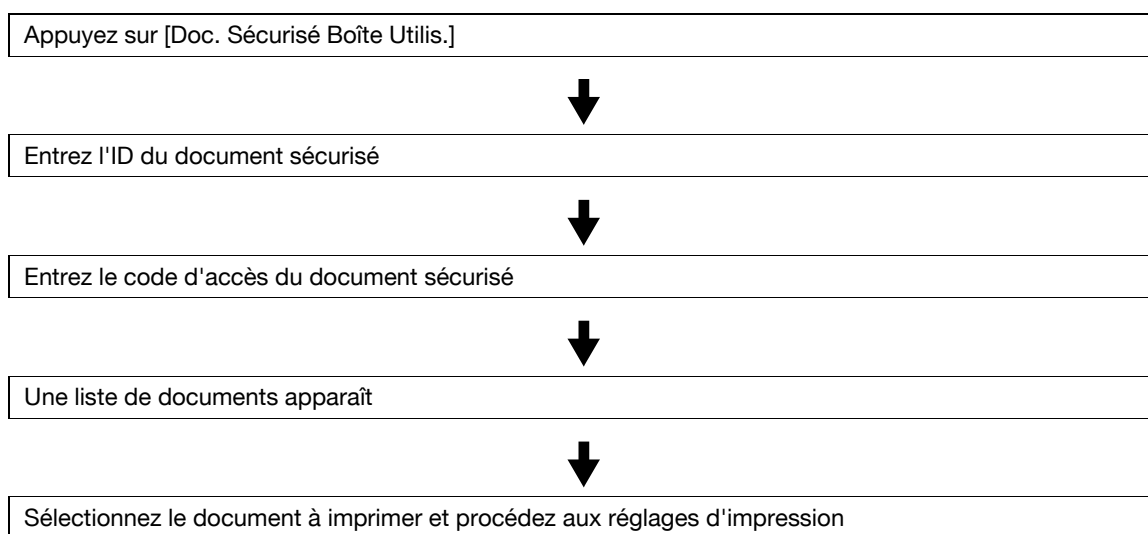 Appuyez sur [Doc. Sécurisé Boîte Utilis.]
Entrez l'ID du document sécurisé
Entrez le code d'accès du document sécurisé
Une liste de documents apparaît
Sélectionnez le document à imprimer et procédez aux réglages d'impression